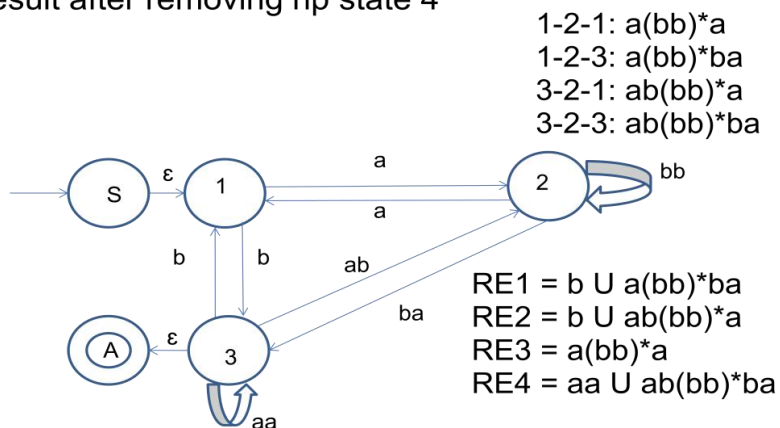 esult after removing rip state 4
1-2-1: a(bb)*a
1-2-3: a(bb)*ba
3-2-1: ab(bb)*a
3-2-3: ab(bb)*ba
ε
a
S
1
2
bb
a
b
b
ab
ba
RE1 = b U a(bb)*ba
RE2 = b U ab(bb)*a
RE3 = a(bb)*a
RE4 = aa U ab(bb)*ba
A
ε
3
aa